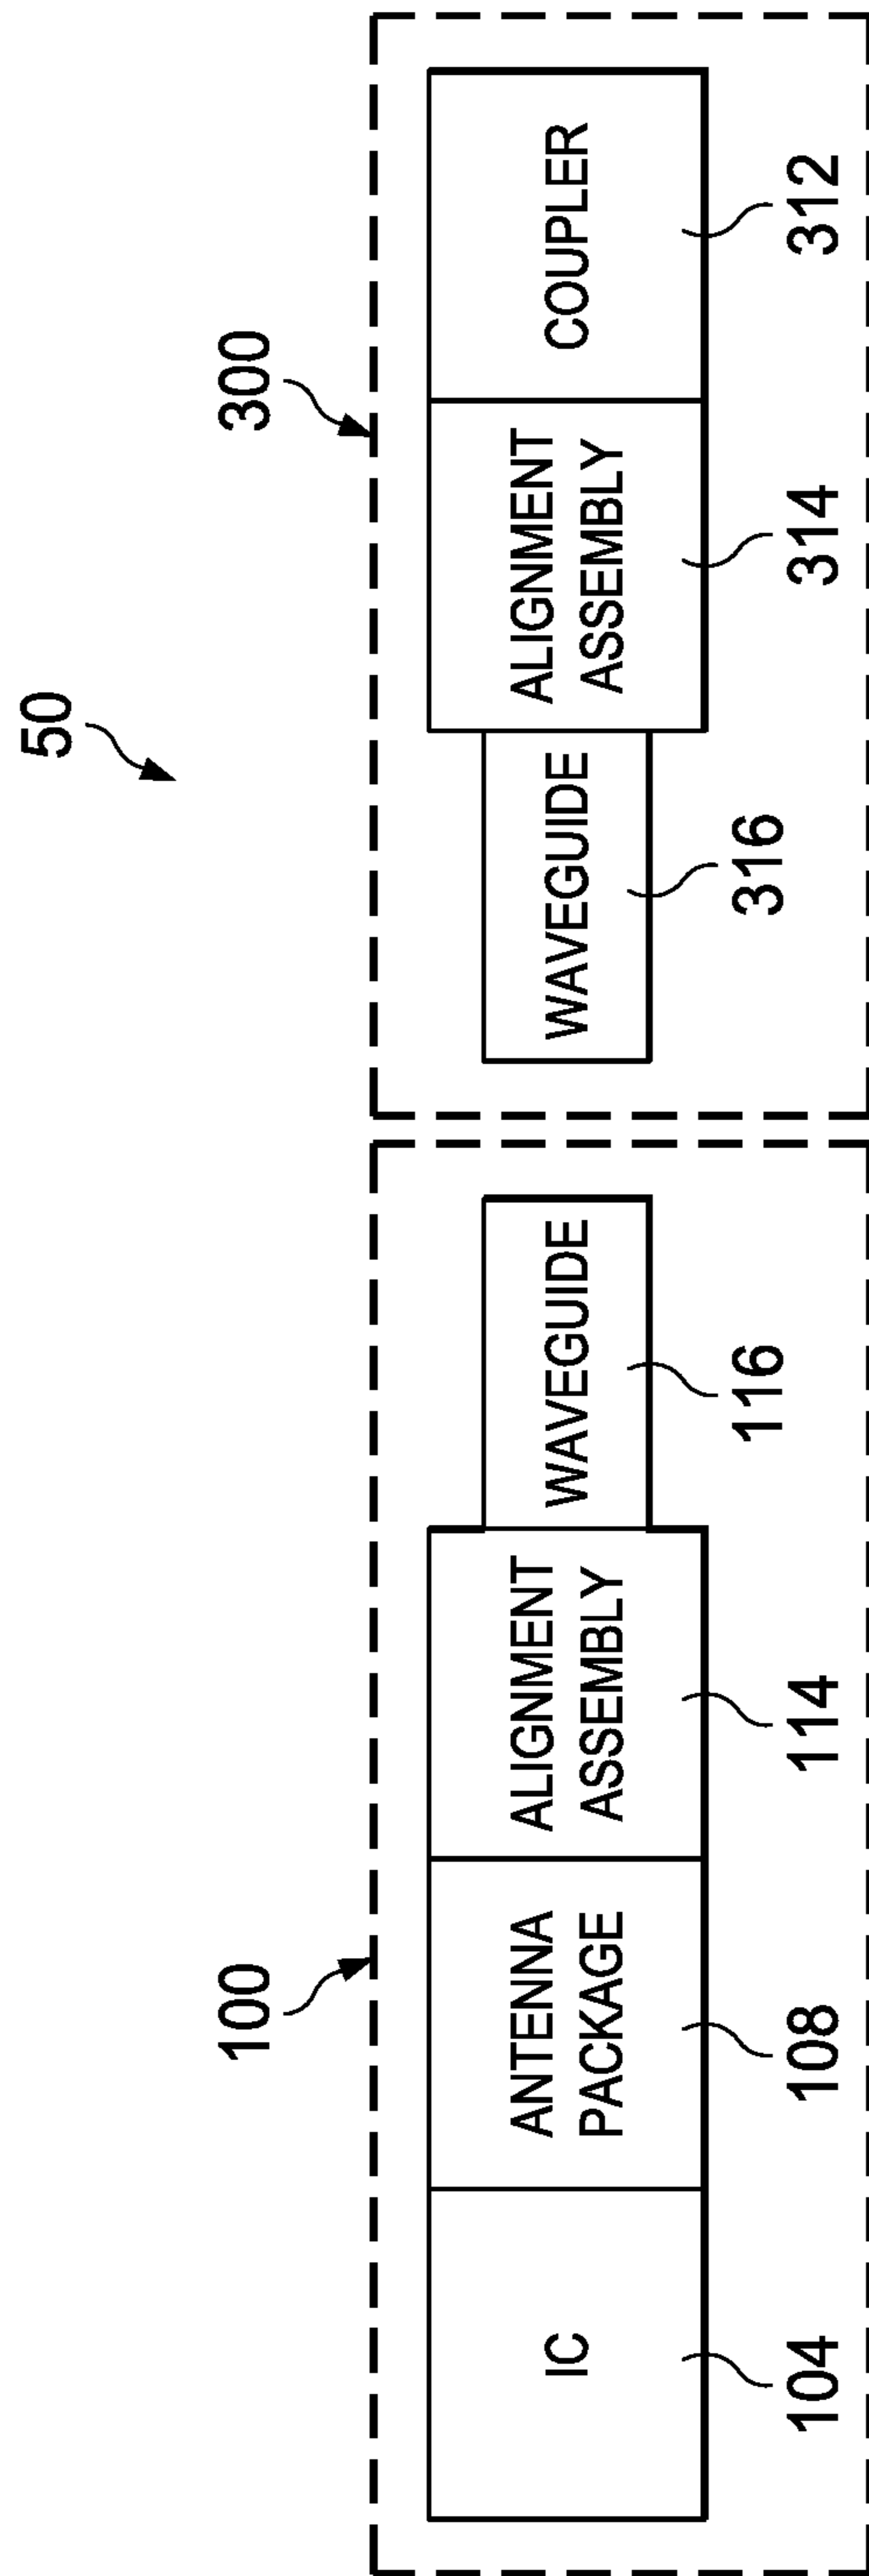 50
100
300
IC
ANTENNA
PACKAGE
ALIGNMENT
ASSEMBLY
WAVEGUIDE
WAVEGUIDE
ALIGNMENT
ASSEMBLY
COUPLER
104
108
114
116
316
314
312